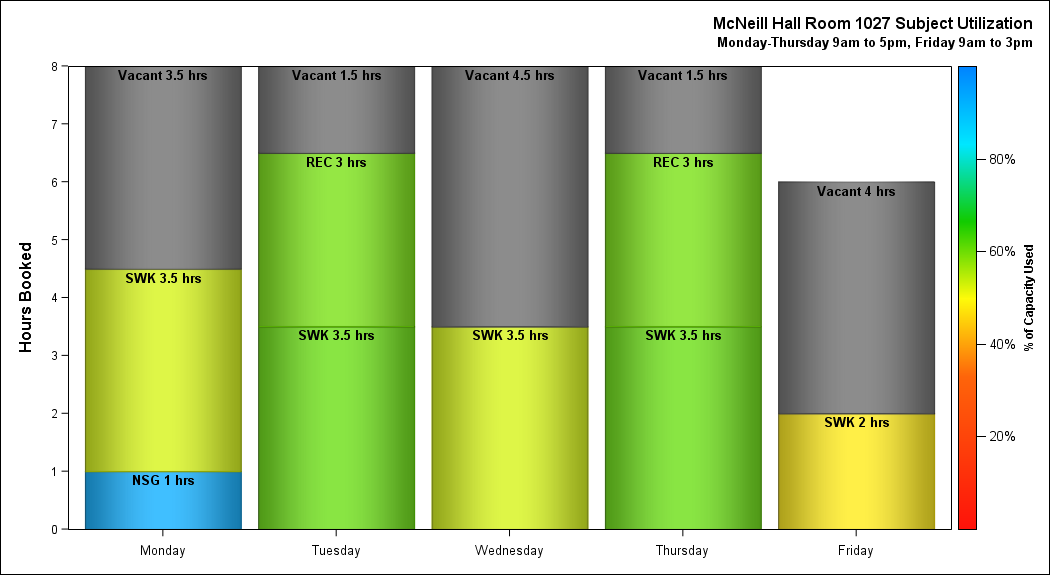 McNeill Hall Room 1027 Subject Utilization
Monday-Thursday 9am to 5pm, Friday 9am to 3pm
Hours Booked
8
7
6
5
4
3
2
1
0
Vacant 3.5 hrs
SWK 3.5 hrs
NSG 1 hrs
Vacant 1.5 hrs
REC 3 hrs
SWK 3.5 hrs
Vacant 4.5 hrs
SWK 3.5 hrs
Vacant 1.5 hrs
REC 3 hrs
SWK 3.5 hrs
Vacant 4 hrs
SWK 2 hrs
Monday
Tuesday
Wednesday
Thursday
Friday
80%
60%
40%
20%
% of Capacity Used